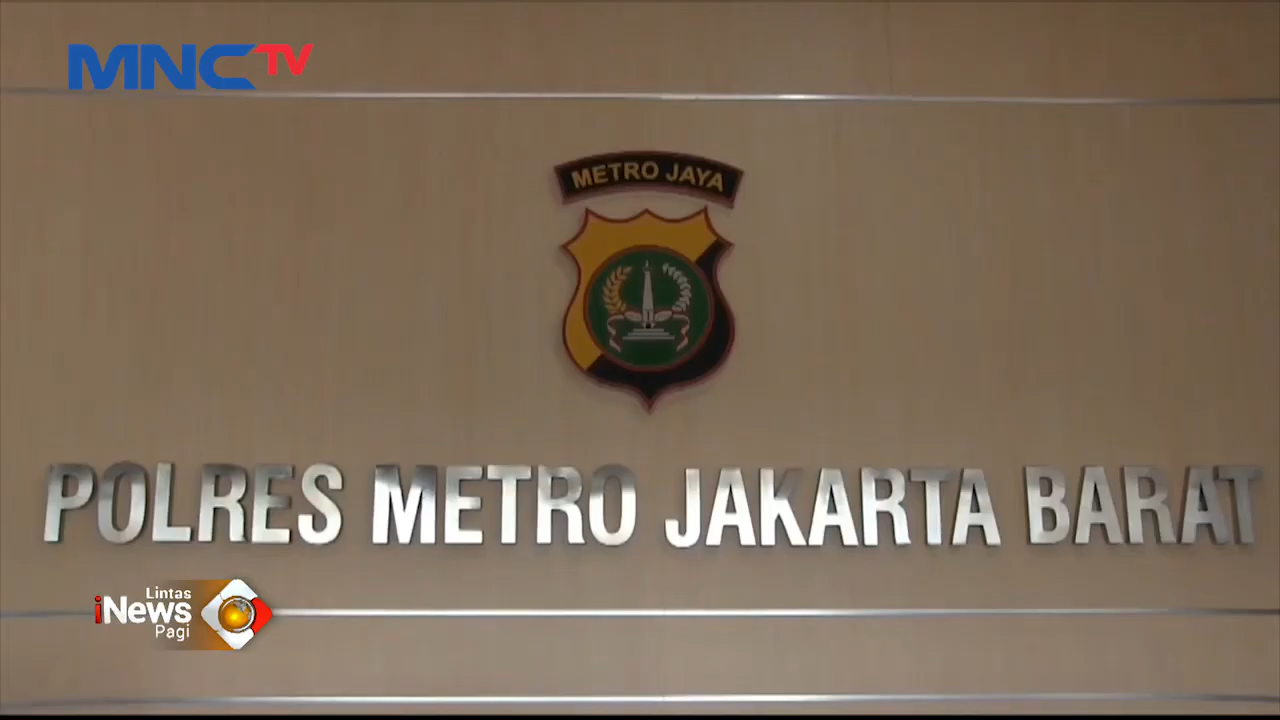 MNCTV
METRO JAYA
POLRES METRO JAKARTA BARAT
Lintas
iNews
Pagi